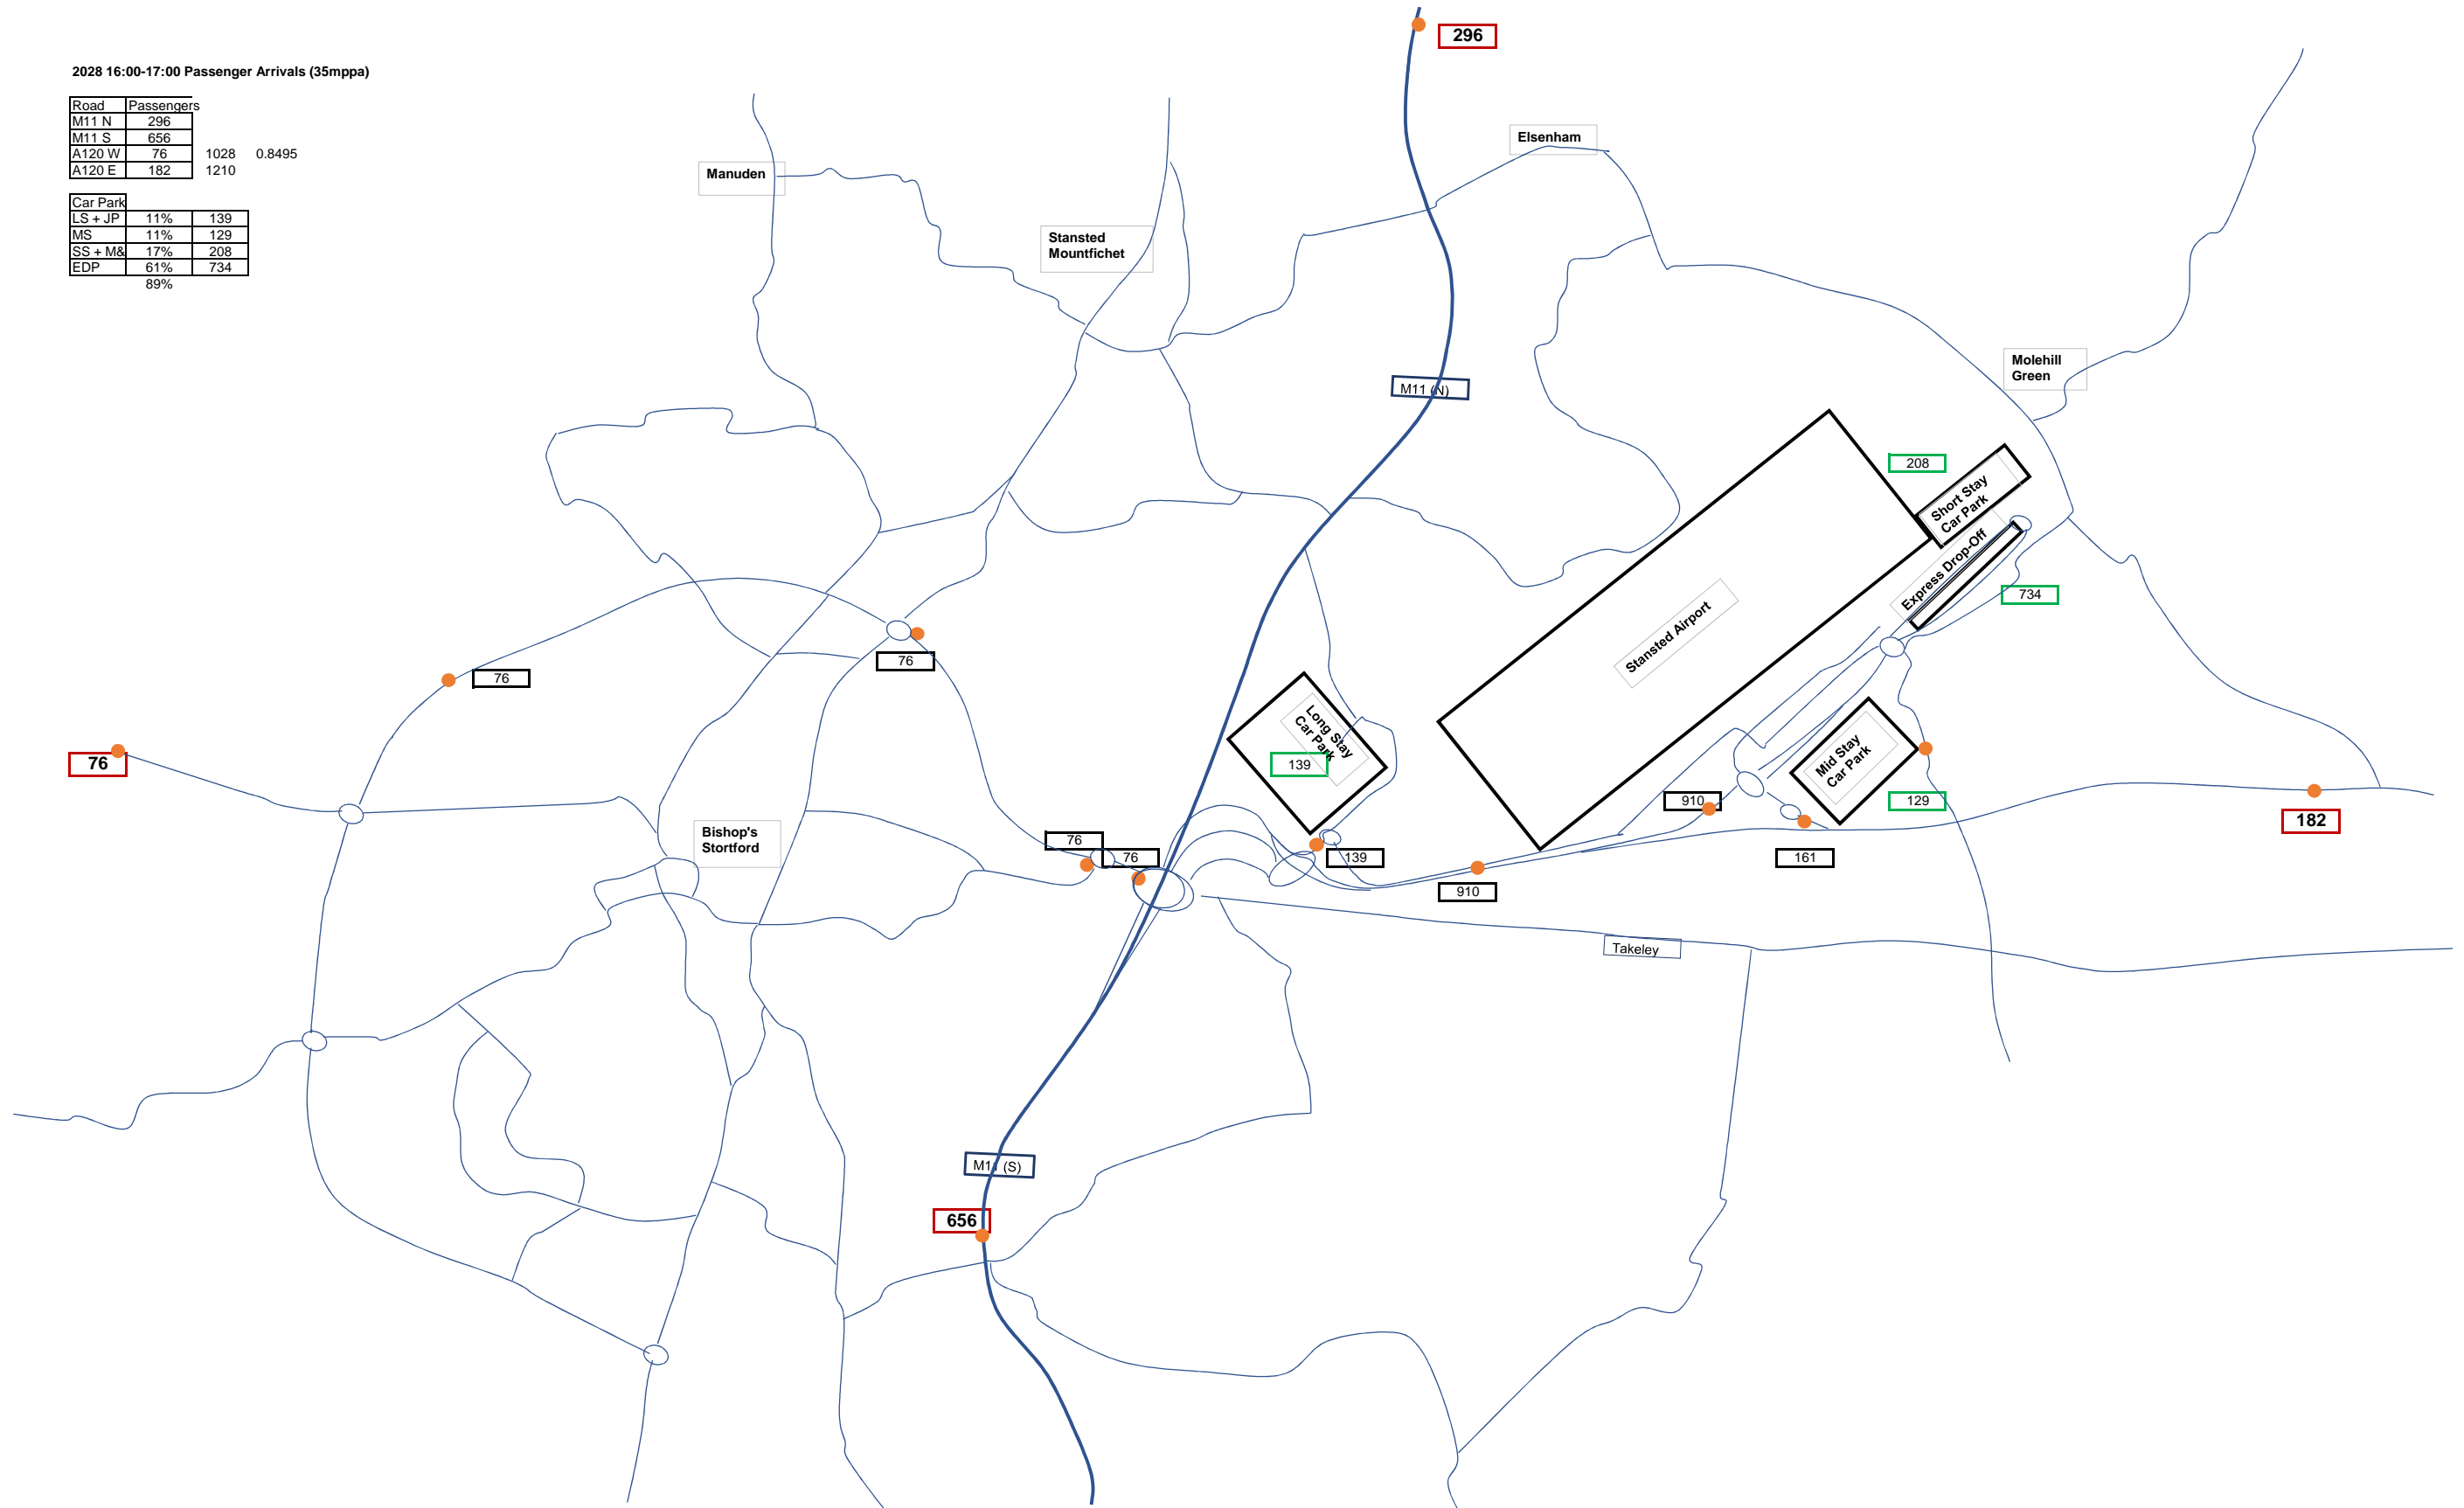 296
2028 16:00-17:00 Passenger Arrivals (35mppa)
Road Passengers
M11 N 296
M11 S 656
A120 W 76 1028 0.8495
A120 E 182 1210
Car Park
LS + JP 11% 139
MS 11% 129
SS + M& 17% 208
EDP 61% 734
89%
Elsenham
Manuden
Stansted
Mountfichet
Molehill
Green
M11 (N)
208
Short Stay
Car Park
Express Drop-Off
734
Stansted Airport
76
76
Long Stay
Car Park
139
Mid Stay
Car Park
76
910
129
182
Bishop's
Stortford
76
76
139
161
910
Takeley
M11 (S)
656